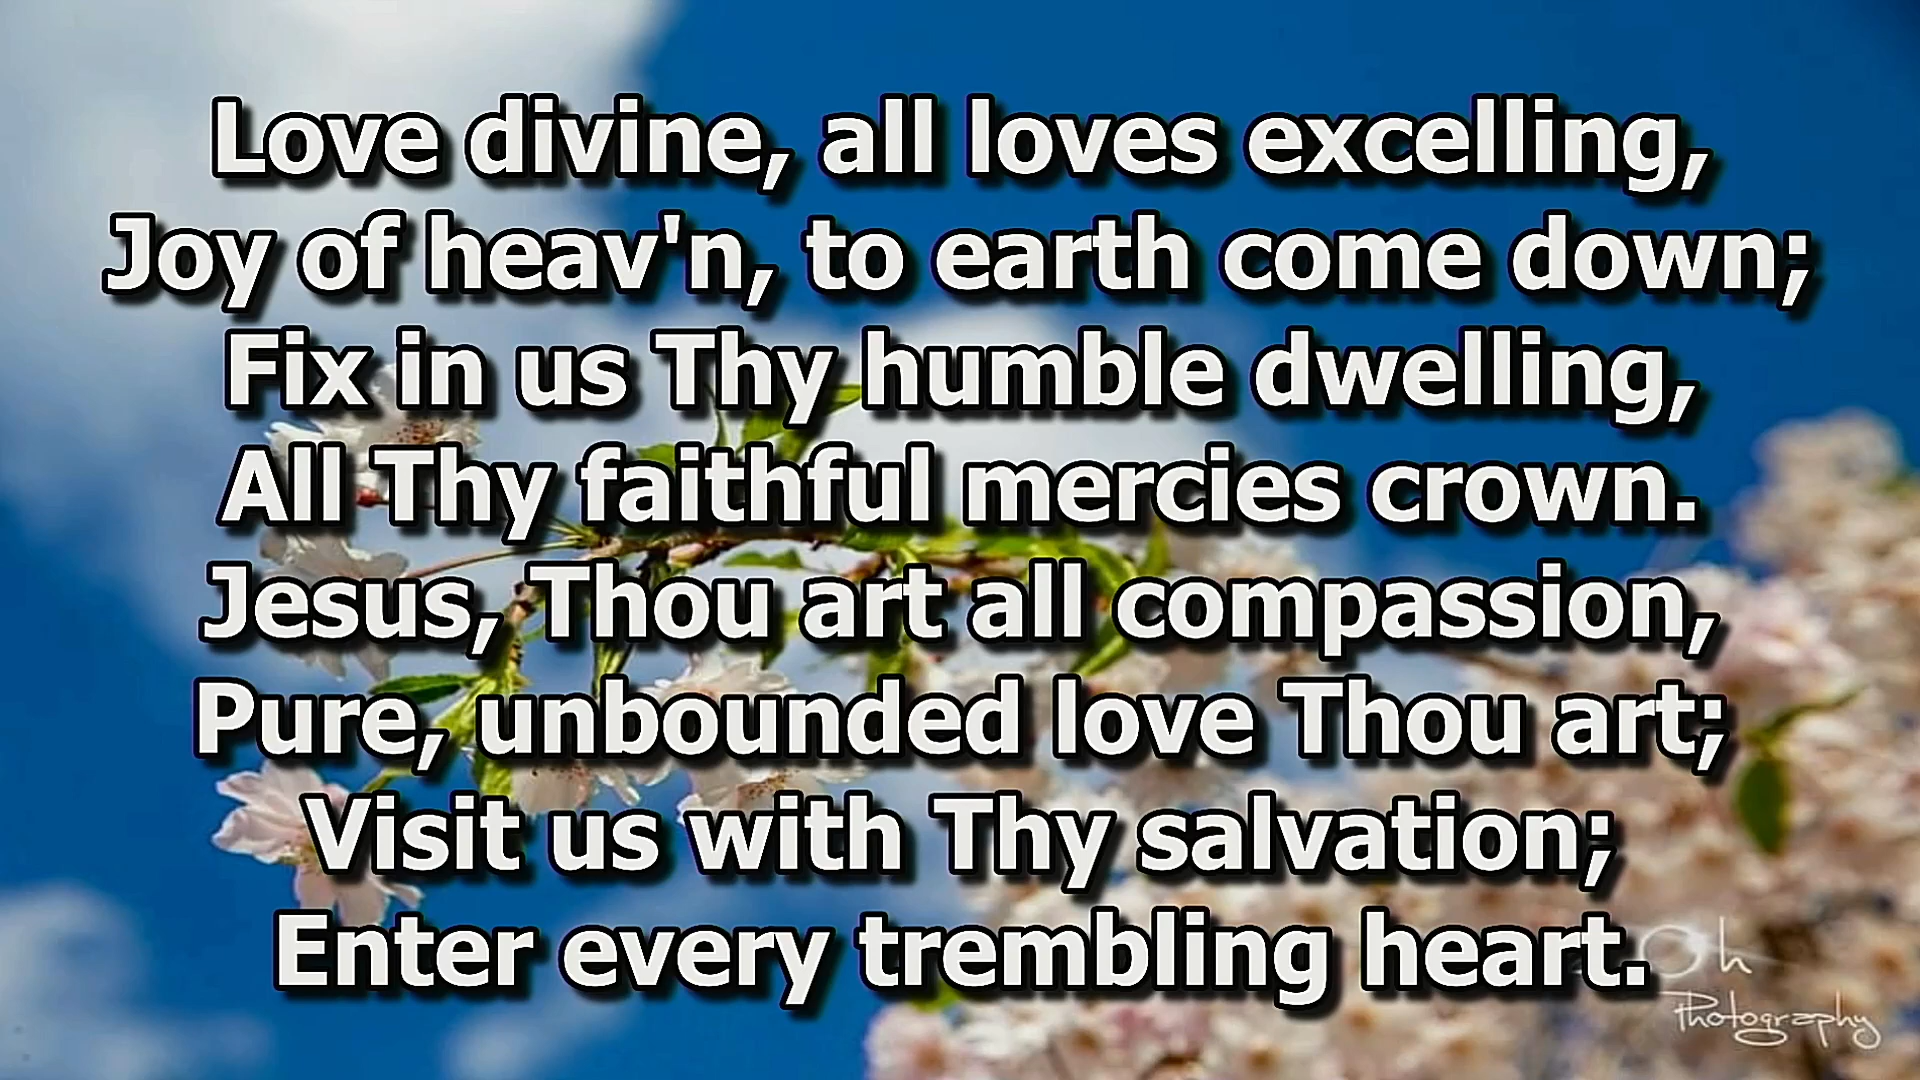 Love divine, all loves excelling,
Joy of heav'n, to earth come down;
Fix in us Thy humble dwelling,
All Thy faithful mercies crown.
Jesus, Thou art all compassion,
Pure, unbounded love Thou art;
Visit us with Thy salvation;
Enter every trembling heart.
Oh
Photography